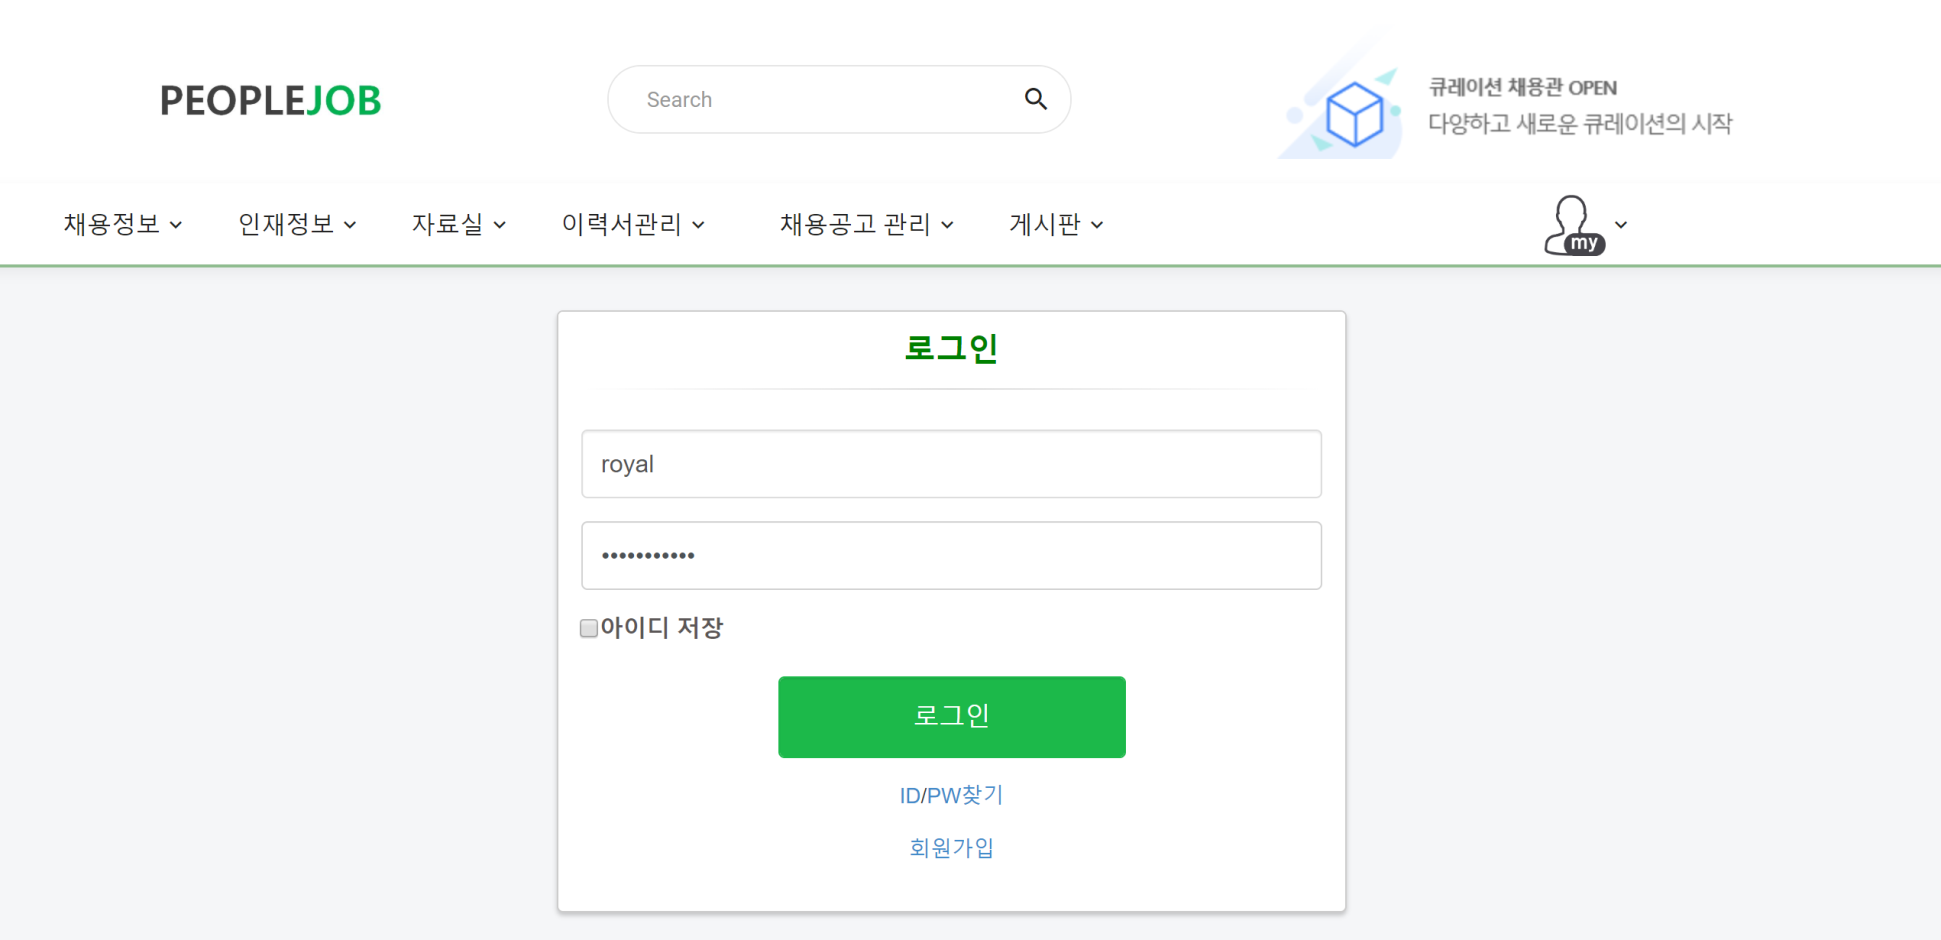 PEOPLEJOB
Search
큐레이션 채용관 OPEN
다양하고 새로운 큐레이션의 시작
채용정보
인재정보
자료실
이력서관리
채용공고 관리
게시판
my
로그인
royal
•••••••••••
아이디 저장
로그인
ID/PW찾기
회원가입